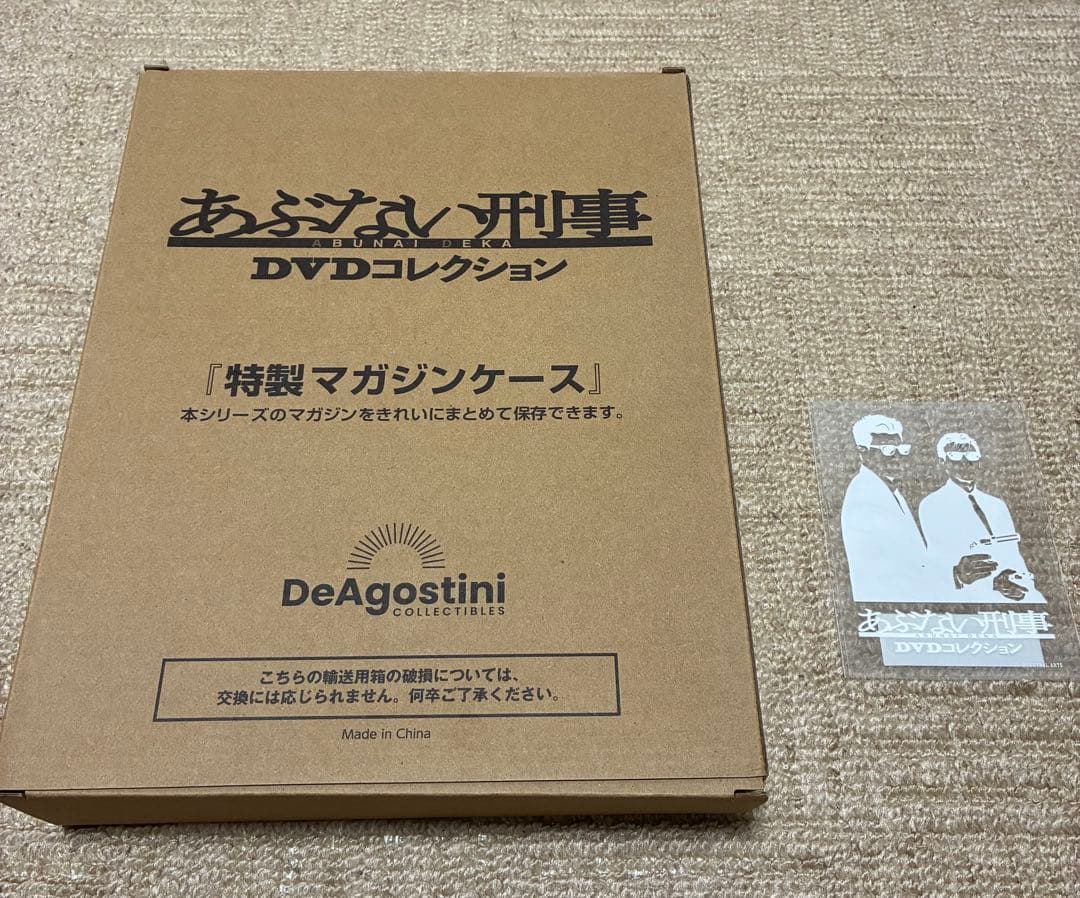 あぶない刑事
ABUNAI DEKA
DVDコレクション
『特製マガジンケース』
本シリーズのマガジンをきれいにまとめて保存できます。
DeAgostini
COLLECTIBLES
こちらの輸送用箱の破損については、
交換には応じられません。何卒ご了承ください。
Made in China
あぶない刑事
ABUNAI DEKA
DVDコレクション